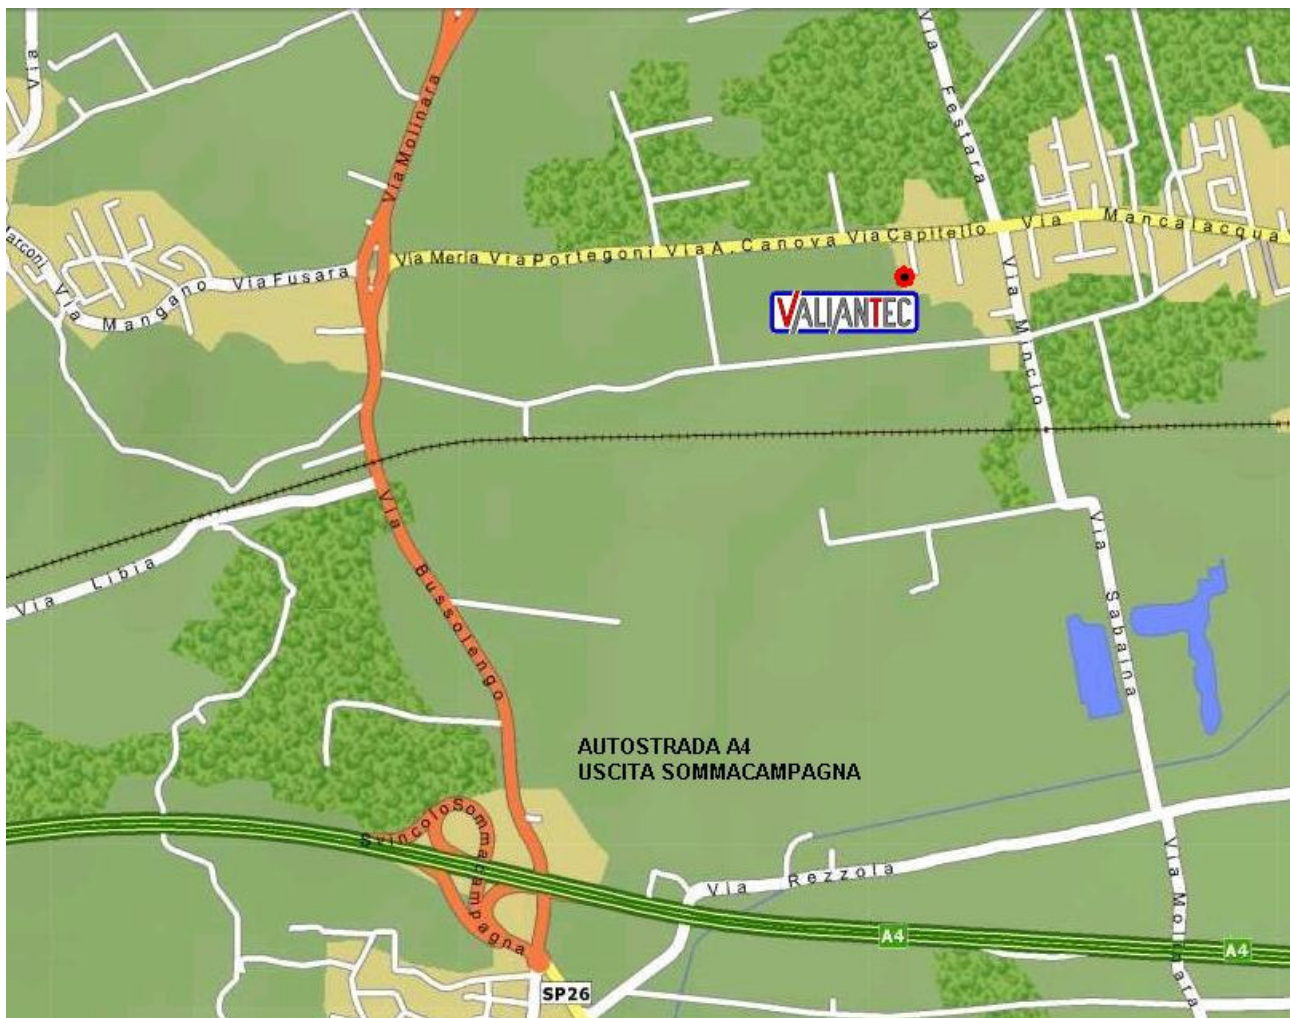 Via
Via Molinara
Via
Festara
Marconi
Via
Mangano
Via Fusara
Via Merla
Via Portegoni
Via A. Canova
Via Capitello
Via
Mancalacqua
VALIANTEC
Via
Mincio
Via
Libia
Via
Bussolengo
Via
Sabaina
AUTOSTRADA A4
USCITA SOMMACAMPAGNA
Svincolo Sommacampagna
Via
Rezzola
Via Molinara
A4
A4
SP26